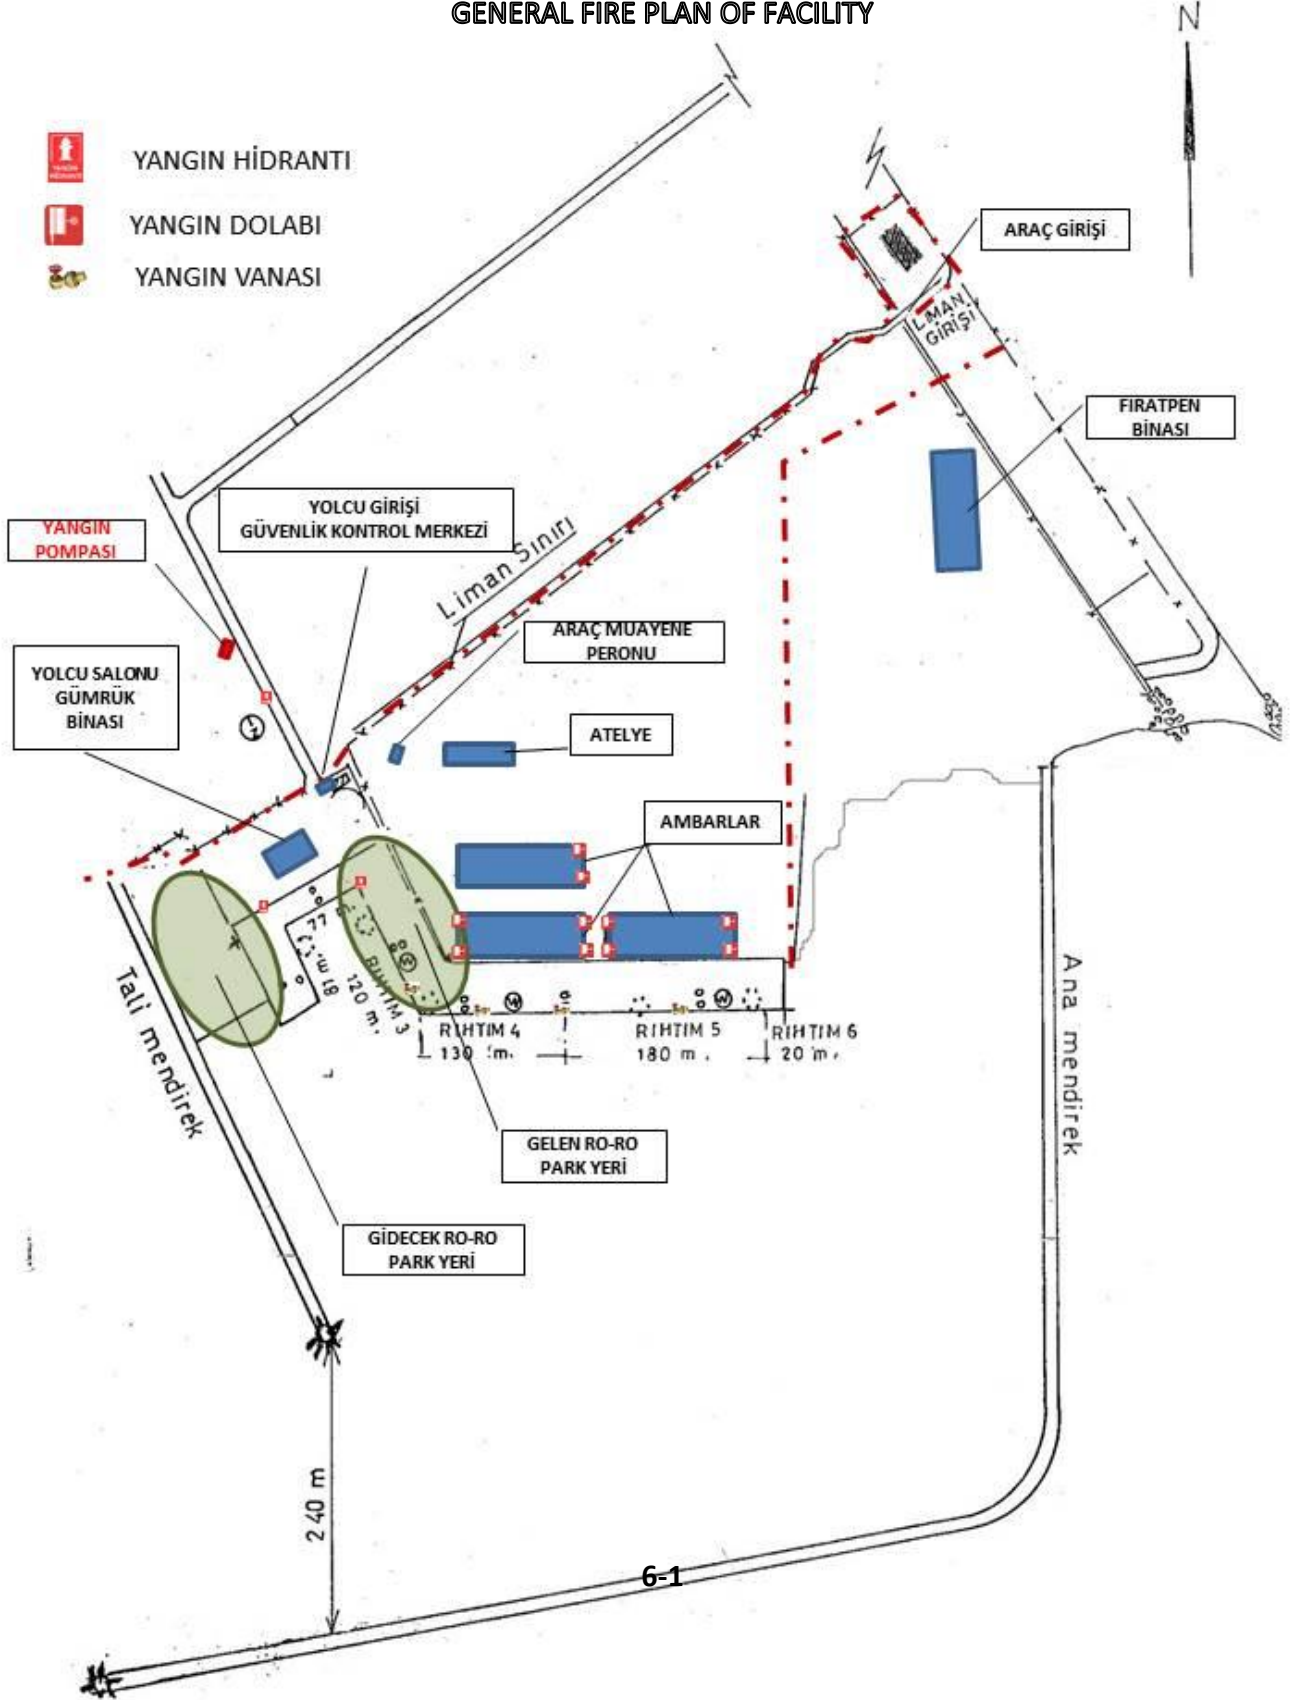 GENERAL FIRE PLAN OF FACILITY
N
YANGIN HİDRANTI
YANGIN DOLABI
YANGIN VANASI
ARAÇ GİRİŞİ
LİMAN
GİRİŞİ
FIRATPEN
BİNASI
YOLCU GİRİŞİ
GÜVENLİK KONTROL MERKEZİ
YANGIN
POMPASI
Liman Sınırı
ARAÇ MUAYENE
PERONU
YOLCU SALONU
GÜMRÜK
BİNASI
ATELYE
AMBARLAR
81 m.
RIHTIM 3
120 m.
RIHTIM 4
130 m.
RIHTIM 5
180 m.
RIHTIM 6
20 m.
Tali mendirek
Ana mendirek
GELEN RO-RO
PARK YERİ
GİDECEK RO-RO
PARK YERİ
240 m
6-1